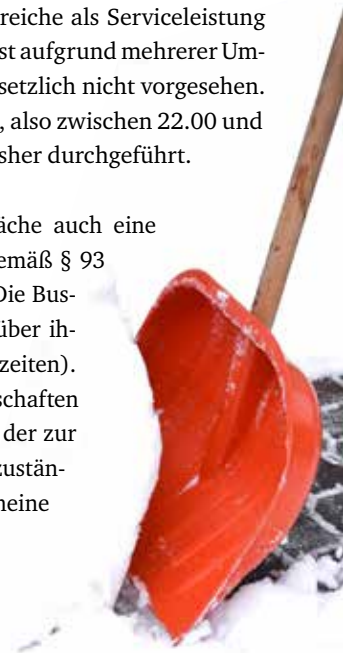 reiche als Serviceleistung
st aufgrund mehrerer Um-
setzlich nicht vorgesehen.
, also zwischen 22.00 und
sher durchgeführt.
äche auch eine
emäß § 93
Die Bus-
über ih-
zeiten).
schaften
der zur
zustän-
neine